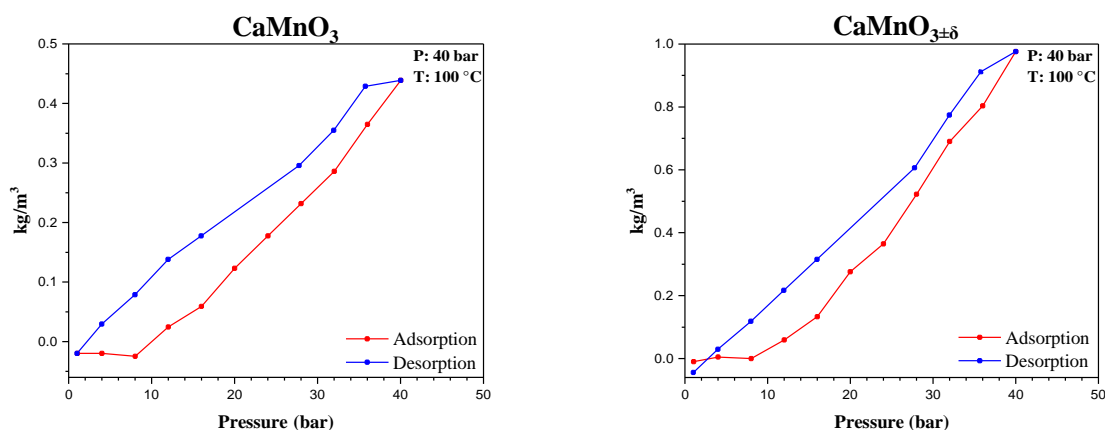 CaMnO₃
0.5
0.4
0.3
0.2
0.1
0.0
kg/m³
P: 40 bar
T: 100 °C
Adsorption
Desorption
0 10 20 30 40 50
Pressure (bar)
CaMnO₃±δ
1.0
0.8
0.6
0.4
0.2
0.0
kg/m³
P: 40 bar
T: 100 °C
Adsorption
Desorption
0 10 20 30 40 50
Pressure (bar)